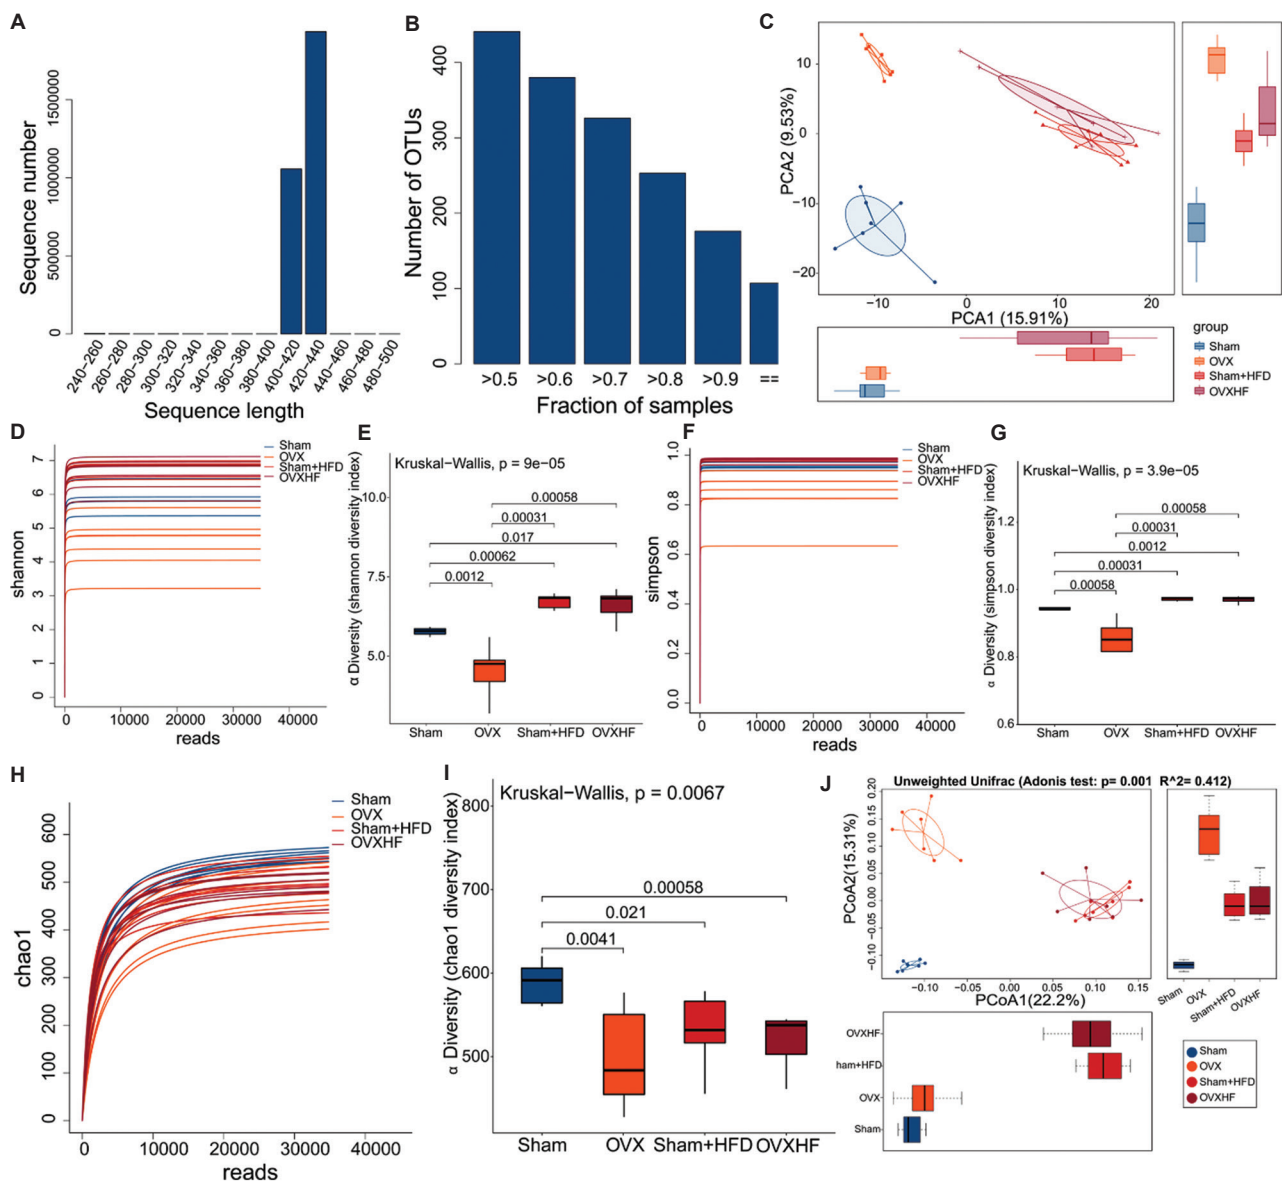 A
Sequence number
0
500000
1000000
1500000
240−260
260−280
280−300
300−320
320−340
340−360
360−380
380−400
400−420
420−440
440−460
460−480
480−500
Sequence length
B
Number of OTUs
0
100
200
300
400
>0.5
>0.6
>0.7
>0.8
>0.9
==
Fraction of samples
C
PCA2 (9.53%)
10
0
−10
−20
−10
0
10
20
PCA1 (15.91%)
group
Sham
OVX
Sham+HFD
OVXHF
D
shannon
7
6
5
4
3
2
1
0
0
10000
20000
30000
40000
reads
Sham
OVX
Sham+HFD
OVXHF
E
Kruskal−Wallis, p = 9e−05
α Diversity (shannon diversity index)
10.0
7.5
5.0
0.00058
0.00031
0.017
0.00062
0.0012
Sham
OVX
Sham+HFD
OVXHF
F
simpson
1.0
0.8
0.6
0.4
0.2
0.0
0
10000
20000
30000
40000
reads
Sham
OVX
Sham+HFD
OVXHF
G
Kruskal−Wallis, p = 3.9e−05
α Diversity (simpson diversity index)
1.2
1.0
0.8
0.6
0.00058
0.00031
0.0012
0.00031
0.00058
Sham
OVX
Sham+HFD
OVXHF
H
chao1
600
500
400
300
200
100
0
0
10000
20000
30000
40000
reads
Sham
OVX
Sham+HFD
OVXHF
I
Kruskal−Wallis, p = 0.0067
α Diversity (chao1 diversity index)
800
700
600
500
0.00058
0.021
0.0041
Sham
OVX
Sham+HFD
OVXHF
J
Unweighted Unifrac (Adonis test: p= 0.001 R^2= 0.412)
PCoA2(15.31%)
0.20
0.15
0.10
0.05
0.00
−0.05
−0.10
−0.10
−0.05
0.00
0.05
0.10
0.15
PCoA1(22.2%)
Sham
OVX
Sham+HFD
OVXHF
OVXHF
ham+HFD
OVX
Sham
Sham
OVX
Sham+HFD
OVXHF